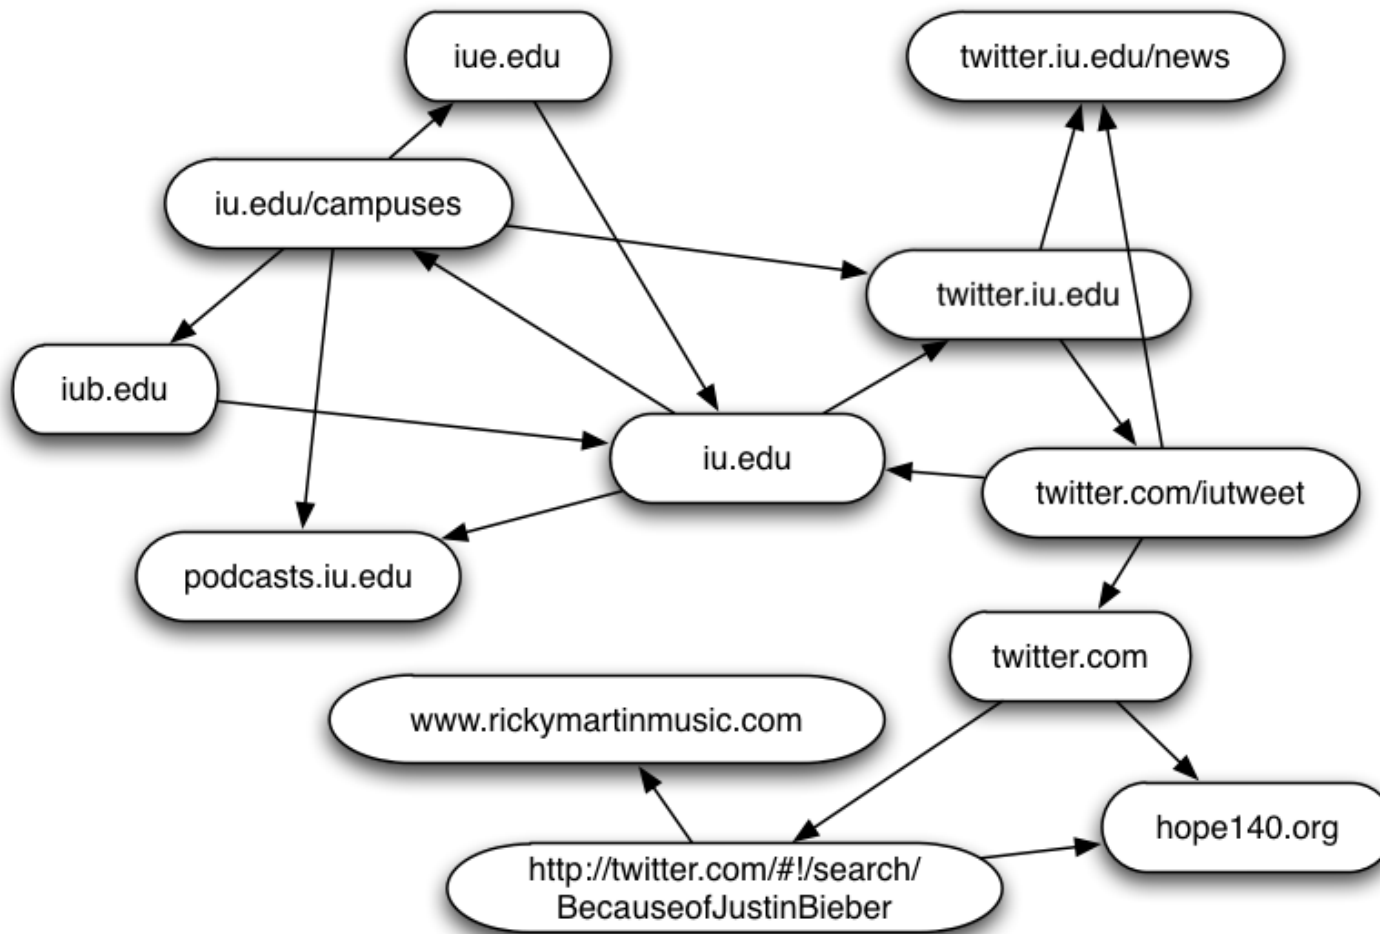 iue.edu
twitter.iu.edu/news
iu.edu/campuses
twitter.iu.edu
iub.edu
iu.edu
twitter.com/iutweet
podcasts.iu.edu
twitter.com
www.rickymartinmusic.com
hope140.org
http://twitter.com/#!/search/
BecauseofJustinBieber